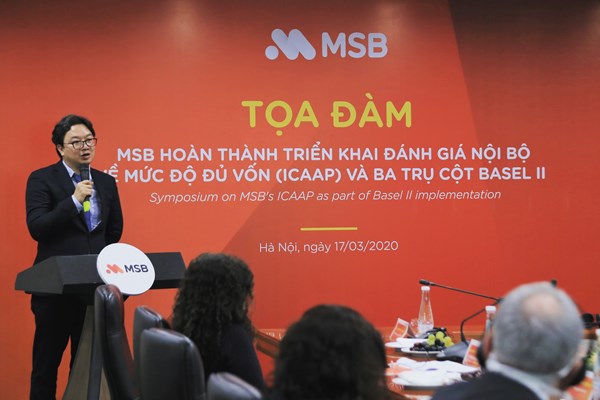 MSB
TỌA ĐÀM
MSB HOÀN THÀNH TRIỂN KHAI ĐÁNH GIÁ NỘI BỘ
VỀ MỨC ĐỘ ĐỦ VỐN (ICAAP) VÀ BA TRỤ CỘT BASEL II
Symposium on MSB's ICAAP as part of Basel II implementation
Hà Nội, ngày 17/03/2020
MSB